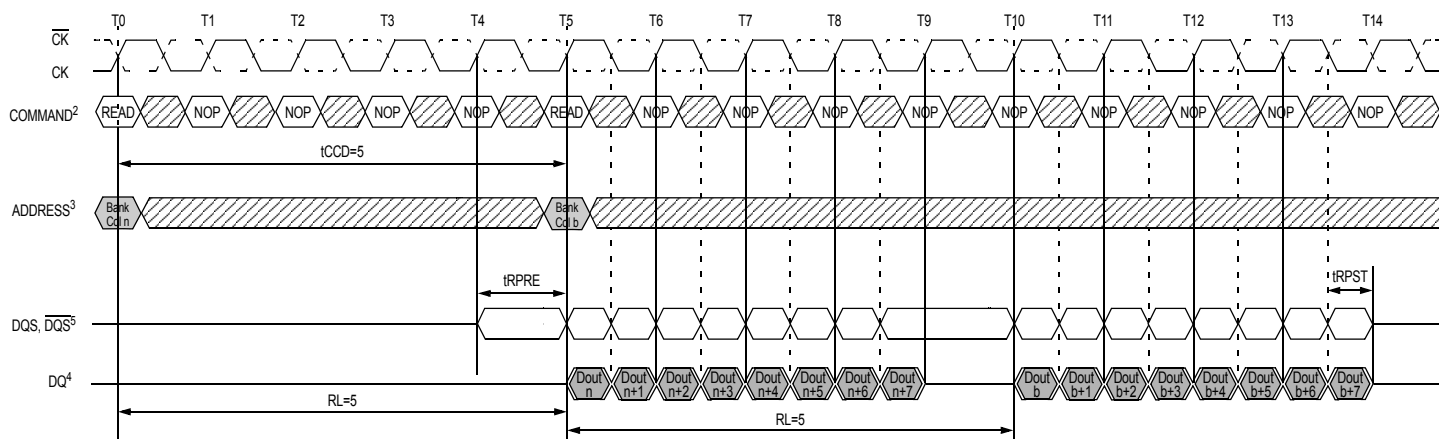 T0 T1 T2 T3 T4 T5 T6 T7 T8 T9 T10 T11 T12 T13 T14
CK
CK
COMMAND2 READ NOP NOP NOP NOP READ NOP NOP NOP NOP NOP NOP NOP NOP NOP
tCCD=5
ADDRESS3 Bank Col n Bank Col b
tRPRE tRPST
DQS, DQS5
DQ4 Dout n Dout n+1 Dout n+2 Dout n+3 Dout n+4 Dout n+5 Dout n+6 Dout n+7 Dout b Dout b+1 Dout b+2 Dout b+3 Dout b+4 Dout b+5 Dout b+6 Dout b+7
RL=5 RL=5